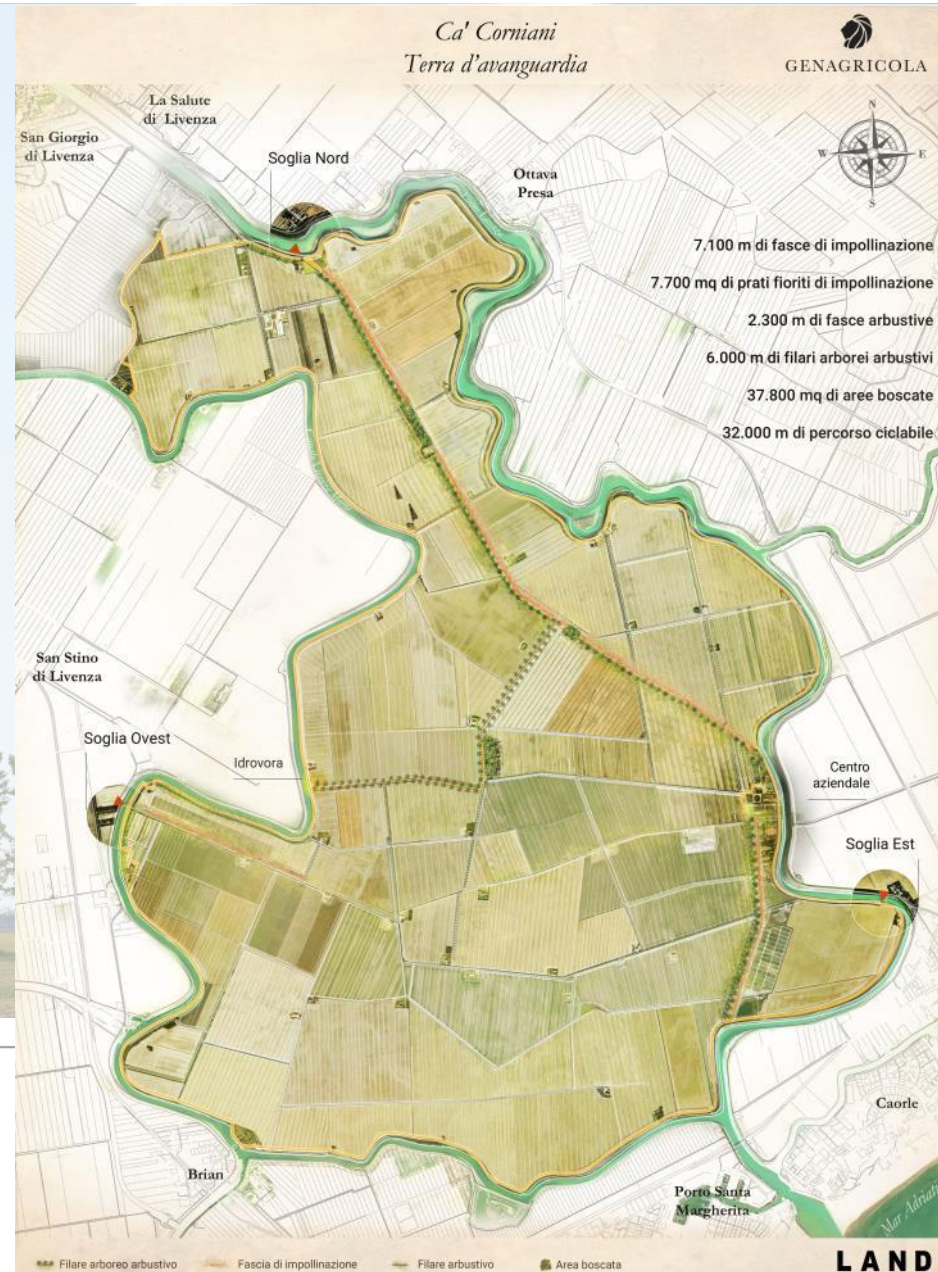 Ca' Corniani
Terra d'avanguardia
GENAGRICOLA
La Salute
di Livenza
San Giorgio
di Livenza
Soglia Nord
Ottava
Presa
N
W
E
S
7.100 m di fasce di impollinazione
7.700 mq di prati fioriti di impollinazione
2.300 m di fasce arbustive
6.000 m di filari arborei arbustivi
37.800 mq di aree boscate
32.000 m di percorso ciclabile
San Stino
di Livenza
Soglia Ovest
Idrovora
Centro
aziendale
Soglia Est
Caorle
Brian
Porto Santa
Margherita
Mar Adriati
Filare arboreo arbustivo
Fascia di impollinazione
Filare arbustivo
Area boscata
LAND